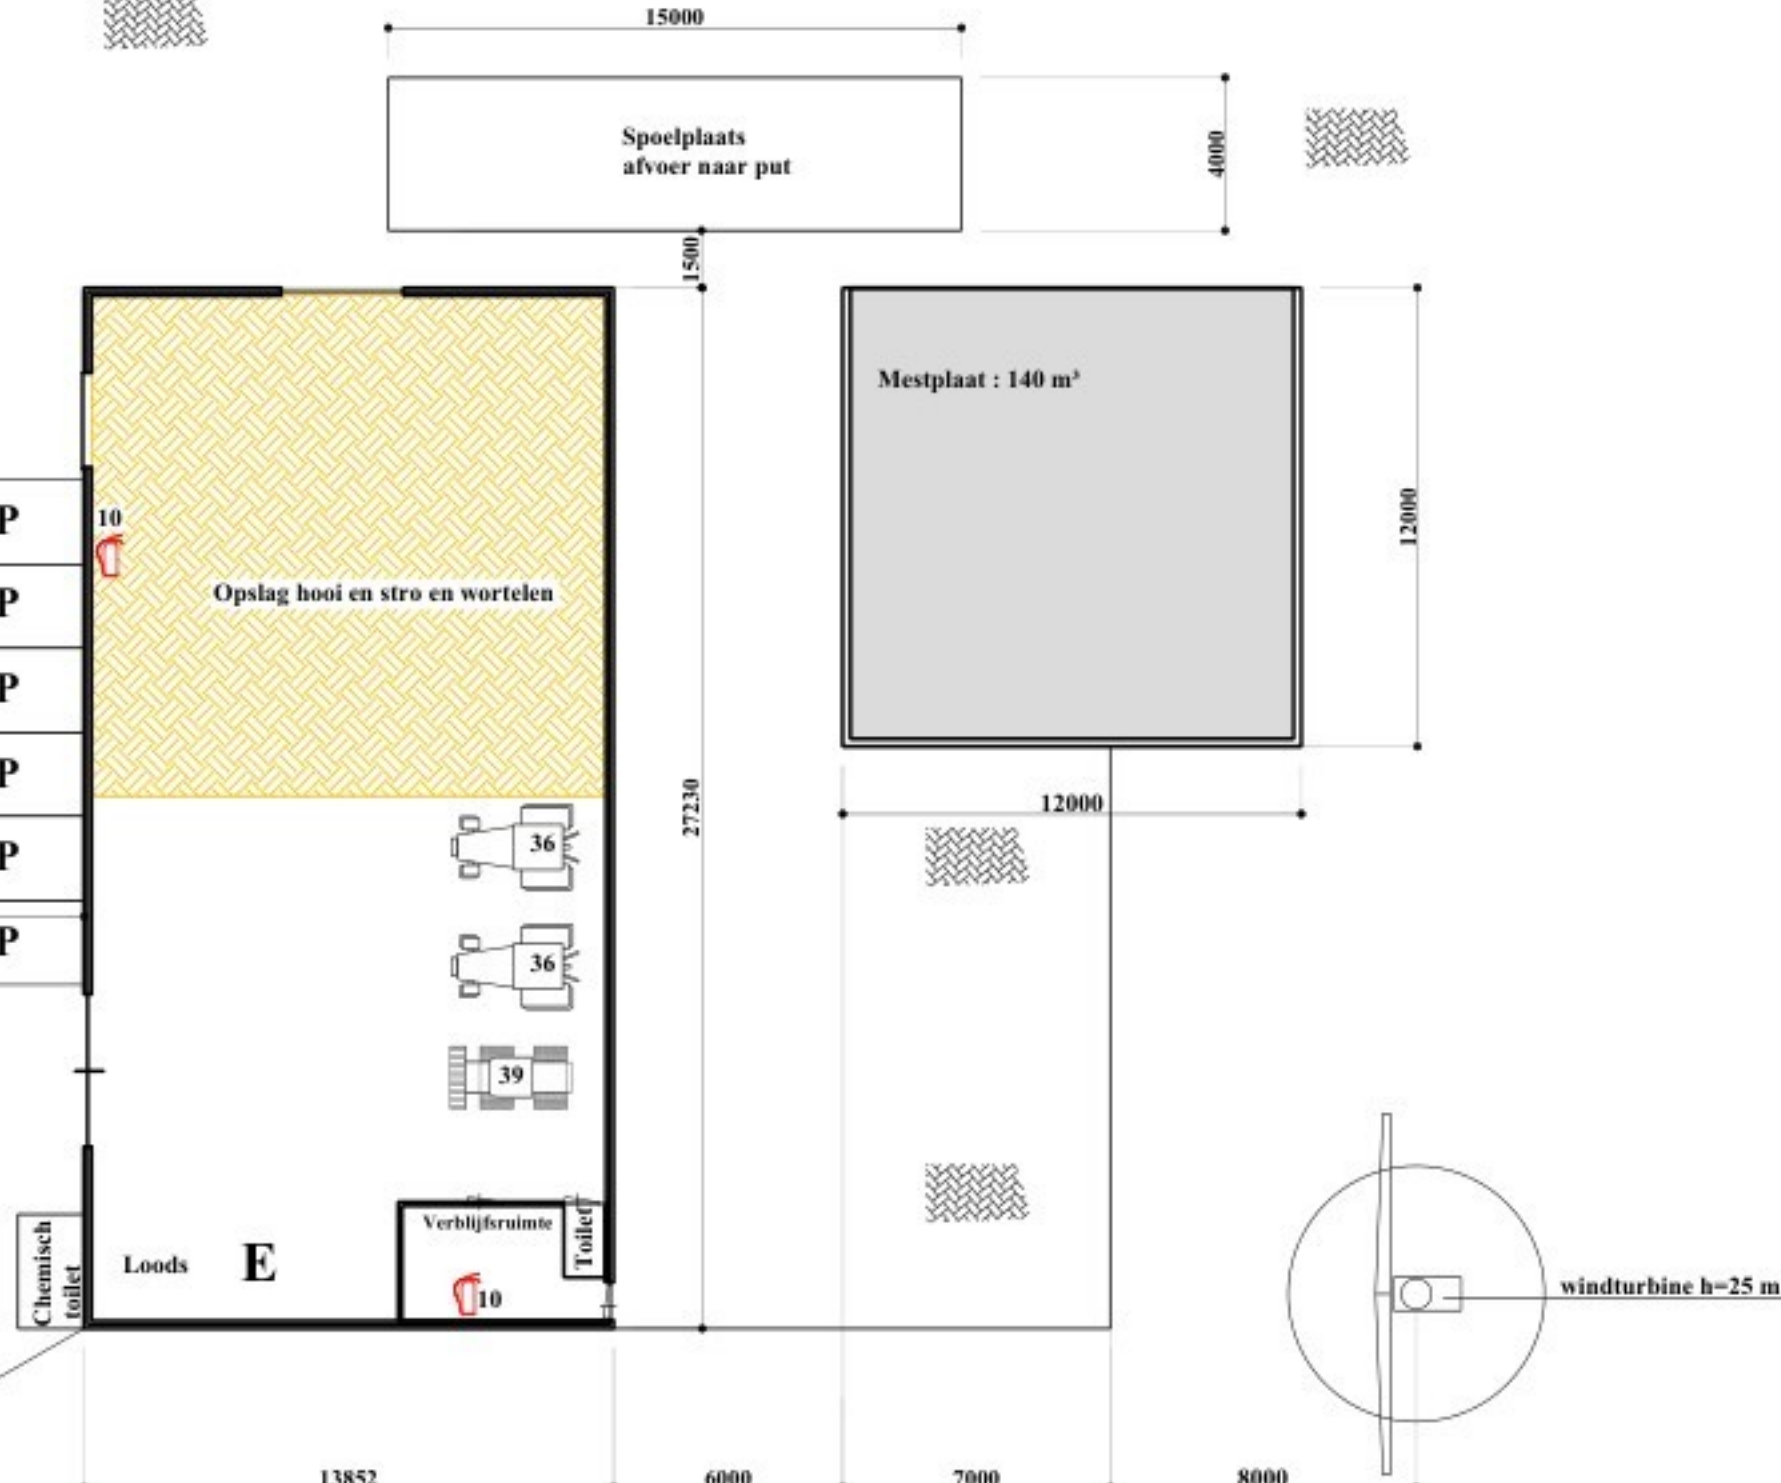 15000
Spoelplaats
afvoer naar put
4000
1500
Mestplaat : 140 m³
12000
P
10
P
Opslag hooi en stro en wortelen
P
P
12000
27230
36
P
P
36
39
Verblijfsruimte
Toilet
Chemisch
toilet
Loods
E
10
windturbine h=25 m
13852
6000
7000
8000